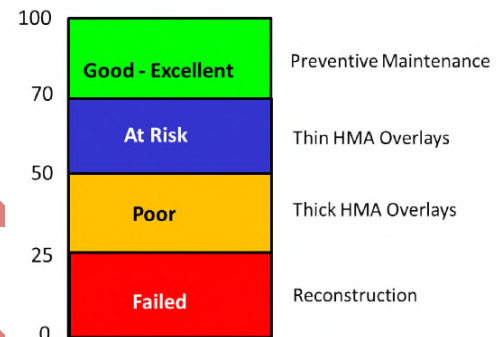 100
Good - Excellent
Preventive Maintenance
70
At Risk
Thin HMA Overlays
50
Poor
Thick HMA Overlays
25
Failed
Reconstruction
0